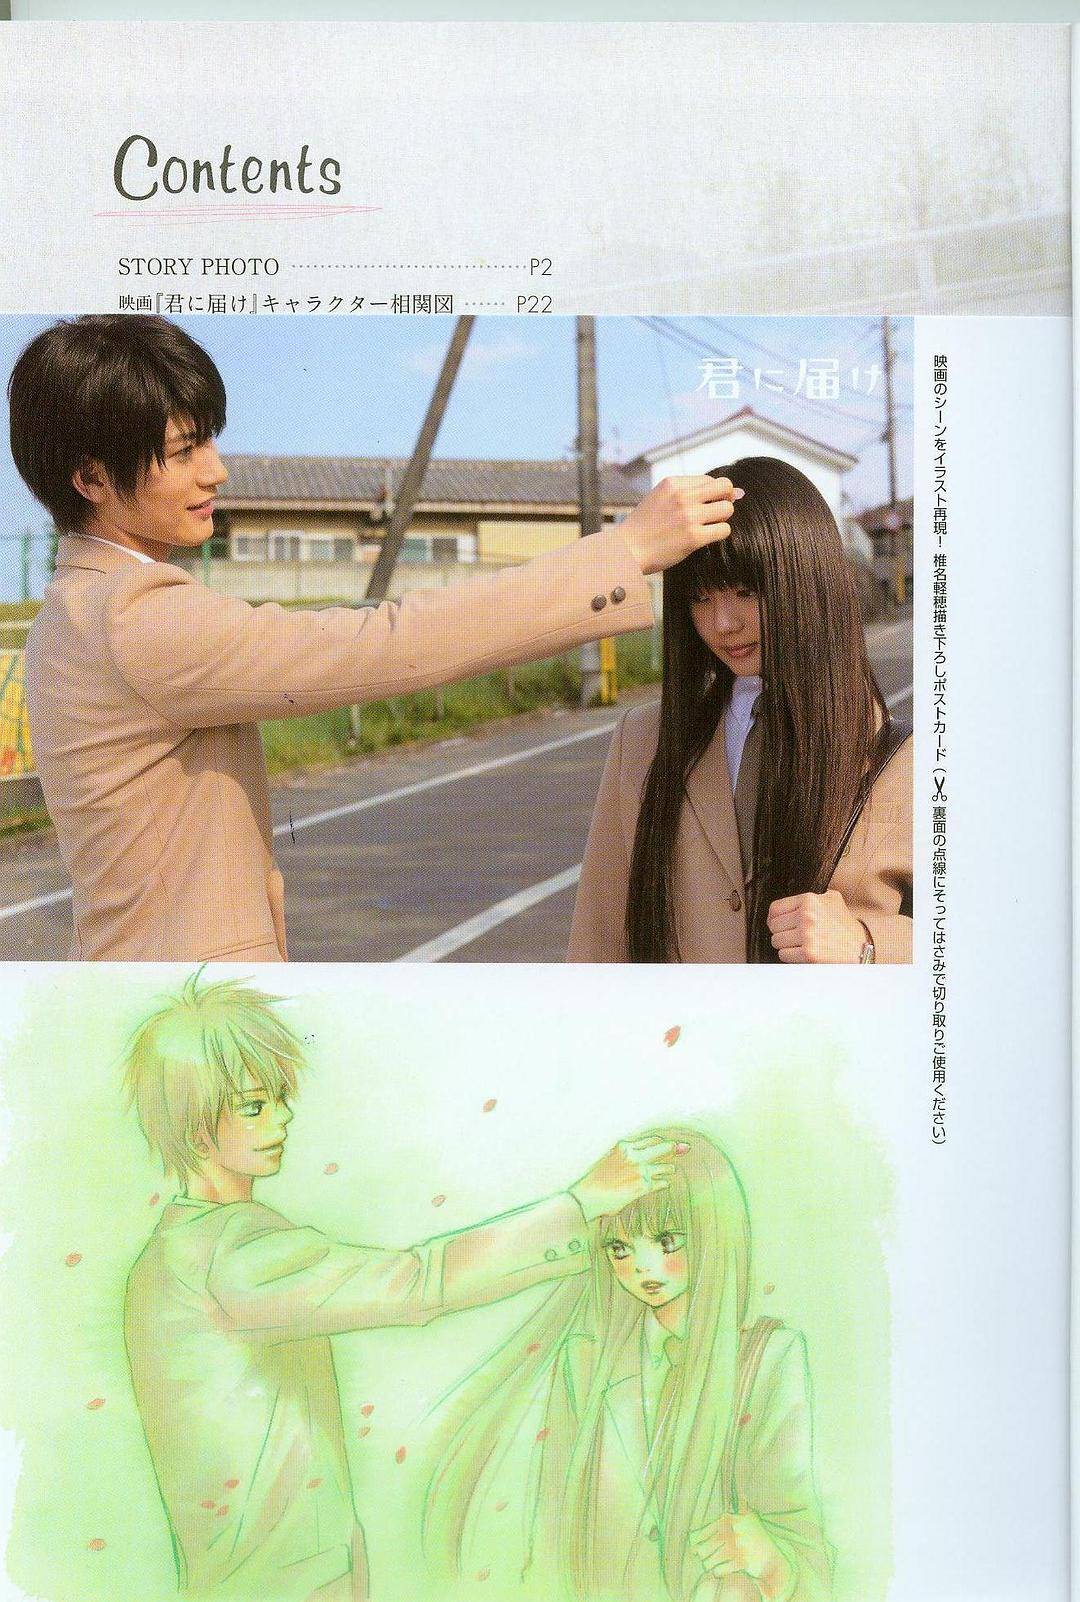 Contents
STORY PHOTO ································· P2
映画『君に届け』キャラクター相関図 ······ P22
君に届け
映画のシーンをイラスト再現！ 椎名軽穂描き下ろしポストカード（✂裏面の点線にそってはさみで切り取りご使用ください）